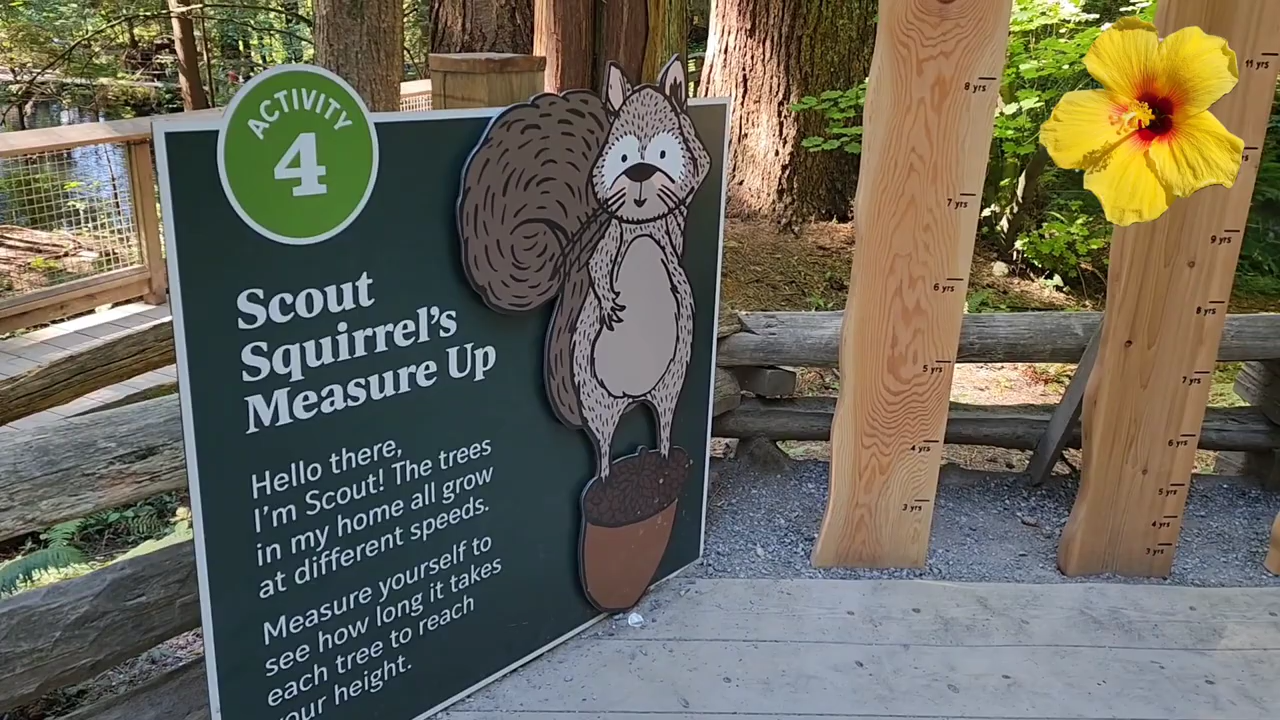 ACTIVITY
4
Scout
Squirrel's
Measure Up
Hello there,
I'm Scout! The trees
in my home all grow
at different speeds.
Measure yourself to
see how long it takes
each tree to reach
your height.
8 yrs
7 yrs
6 yrs
5 yrs
4 yrs
3 yrs
11 yrs
9 yrs
8 yrs
7 yrs
6 yrs
5 yrs
4 yrs
3 yrs